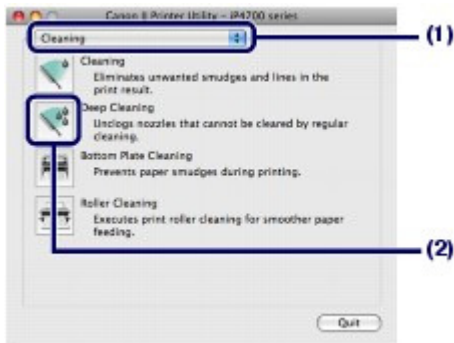 Canon IJ Printer Utility – iP4700 series
(1)
Cleaning
Cleaning
Eliminates unwanted smudges and lines in the
print result.
Deep Cleaning
Unclogs nozzles that cannot be cleared by regular
cleaning.
Bottom Plate Cleaning
Prevents paper smudges during printing.
Roller Cleaning
Executes print roller cleaning for smoother paper
feeding.
(2)
Quit